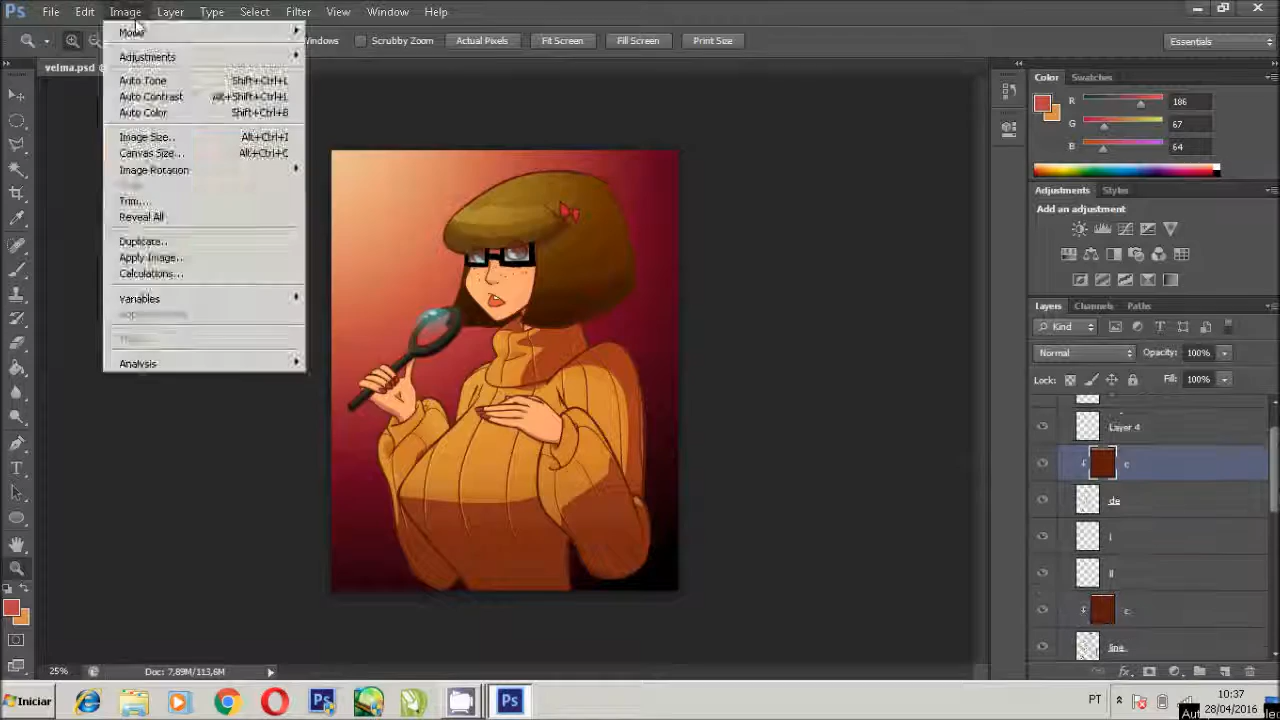 Ps File Edit Image Layer Type Select Filter View Window Help
Windows Scrubby Zoom Actual Pixels Fit Screen Fill Screen Print Size Essentials
velma.psd @
Mode
Adjustments
Auto Tone Shift+Ctrl+L
Auto Contrast Alt+Shift+Ctrl+L
Auto Color Shift+Ctrl+B
Image Size... Alt+Ctrl+I
Canvas Size... Alt+Ctrl+C
Image Rotation
Trim...
Reveal All
Duplicate...
Apply Image...
Calculations...
Variables
Analysis
Color Swatches
R 186
G 67
B 64
Adjustments Styles
Add an adjustment
Layers Channels Paths
Kind
Normal Opacity: 100%
Lock: Fill: 100%
Layer 4
c
de
l
ll
c
line
25% Doc: 7,89M/113,6M
Iniciar Ps Ps PT 10:37
28/04/2016